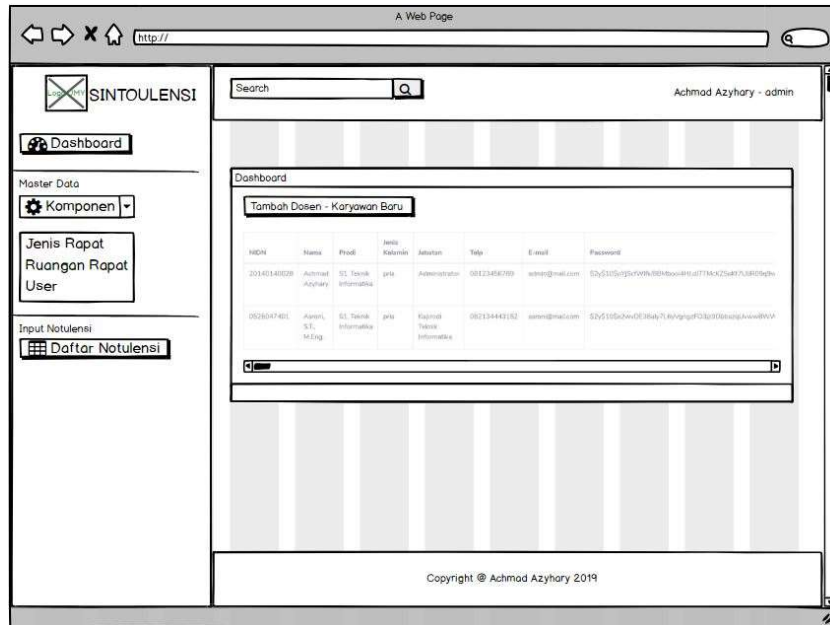 A Web Page
http://
SINTOULENSI
Search
Achmad Azyhary - admin
Dashboard
Master Data
Komponen
Jenis Rapat
Ruangan Rapat
User
Input Notulensi
Daftar Notulensi
Dashboard
Tambah Dosen - Karyawan Baru
NIDN Nama Prodi Jenis Kelamin Jabatan Telp E-mail Password
20140140028 Achmad Azyhary S1. Teknik Informatika pria Administrator admin@mail.com
Asroni, S.T., M.Eng. S1. Teknik Informatika pria Kaprodi Teknik Informatika 082134443152 asroni@mail.com
Copyright @ Achmad Azyhary 2019